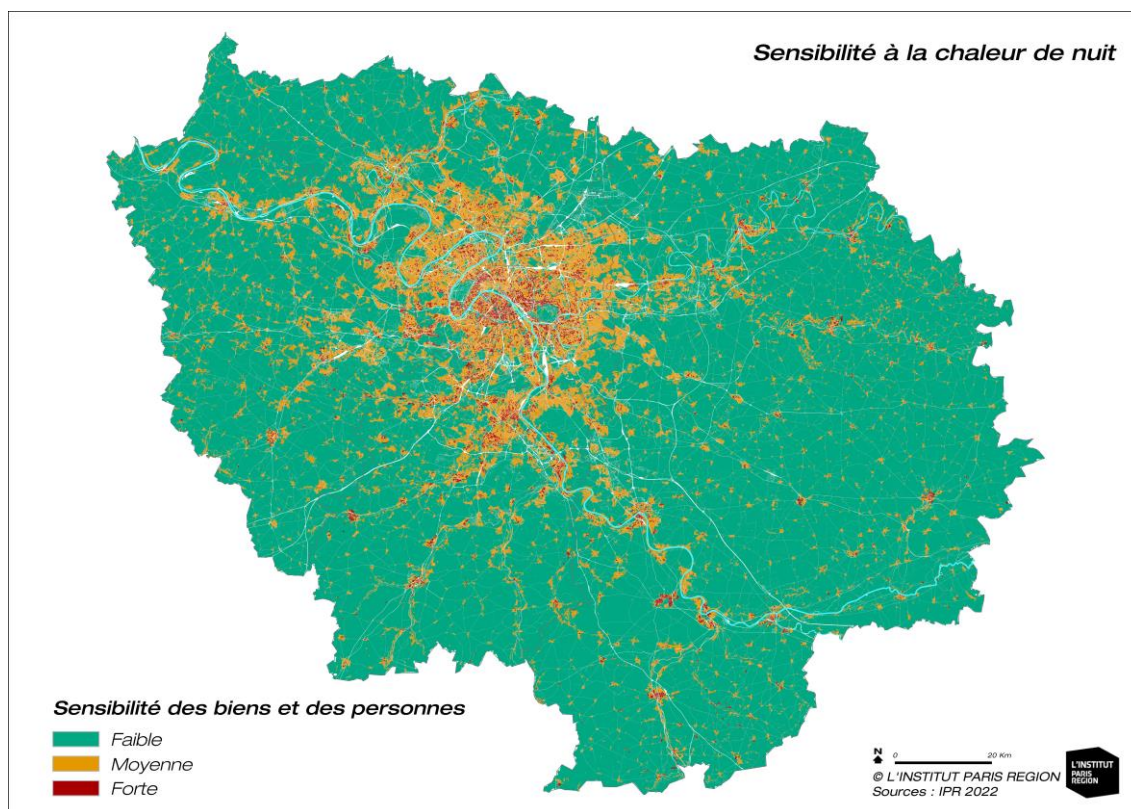 Sensibilité à la chaleur de nuit
Sensibilité des biens et des personnes
Faible
Moyenne
Forte
N
0 20 Km
© L'INSTITUT PARIS REGION
Sources : IPR 2022
L'INSTITUT
PARIS
REGION